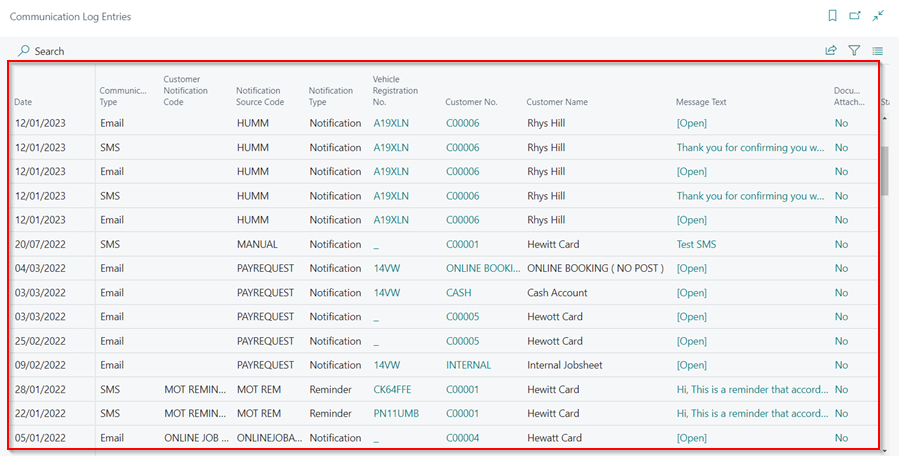 Communication Log Entries
Search
Date Communic... Type Customer Notification Code Notification Source Code Notification Type Vehicle Registration No. Customer No. Customer Name Message Text Docu... Attach... Sta
12/01/2023 Email HUMM Notification A19XLN C00006 Rhys Hill [Open] No
12/01/2023 SMS HUMM Notification A19XLN C00006 Rhys Hill Thank you for confirming you w... No
12/01/2023 Email HUMM Notification A19XLN C00006 Rhys Hill [Open] No
12/01/2023 SMS HUMM Notification A19XLN C00006 Rhys Hill Thank you for confirming you w... No
12/01/2023 Email HUMM Notification A19XLN C00006 Rhys Hill [Open] No
20/07/2022 SMS MANUAL Notification _ C00001 Hewitt Card Test SMS No
04/03/2022 Email PAYREQUEST Notification 14VW ONLINE BOOKI... ONLINE BOOKING ( NO POST ) [Open] No
03/03/2022 Email PAYREQUEST Notification 14VW CASH Cash Account [Open] No
03/03/2022 Email PAYREQUEST Notification _ C00005 Hewott Card [Open] No
25/02/2022 Email PAYREQUEST Notification _ C00005 Hewott Card [Open] No
09/02/2022 Email PAYREQUEST Notification 14VW INTERNAL Internal Jobsheet [Open] No
28/01/2022 SMS MOT REMIN... MOT REM Reminder CK64FFE C00001 Hewitt Card Hi, This is a reminder that accord... No
22/01/2022 SMS MOT REMIN... MOT REM Reminder PN11UMB C00001 Hewitt Card Hi, This is a reminder that accord... No
05/01/2022 Email ONLINE JOB ... ONLINEJOBA... Notification _ C00004 Hewatt Card [Open] No